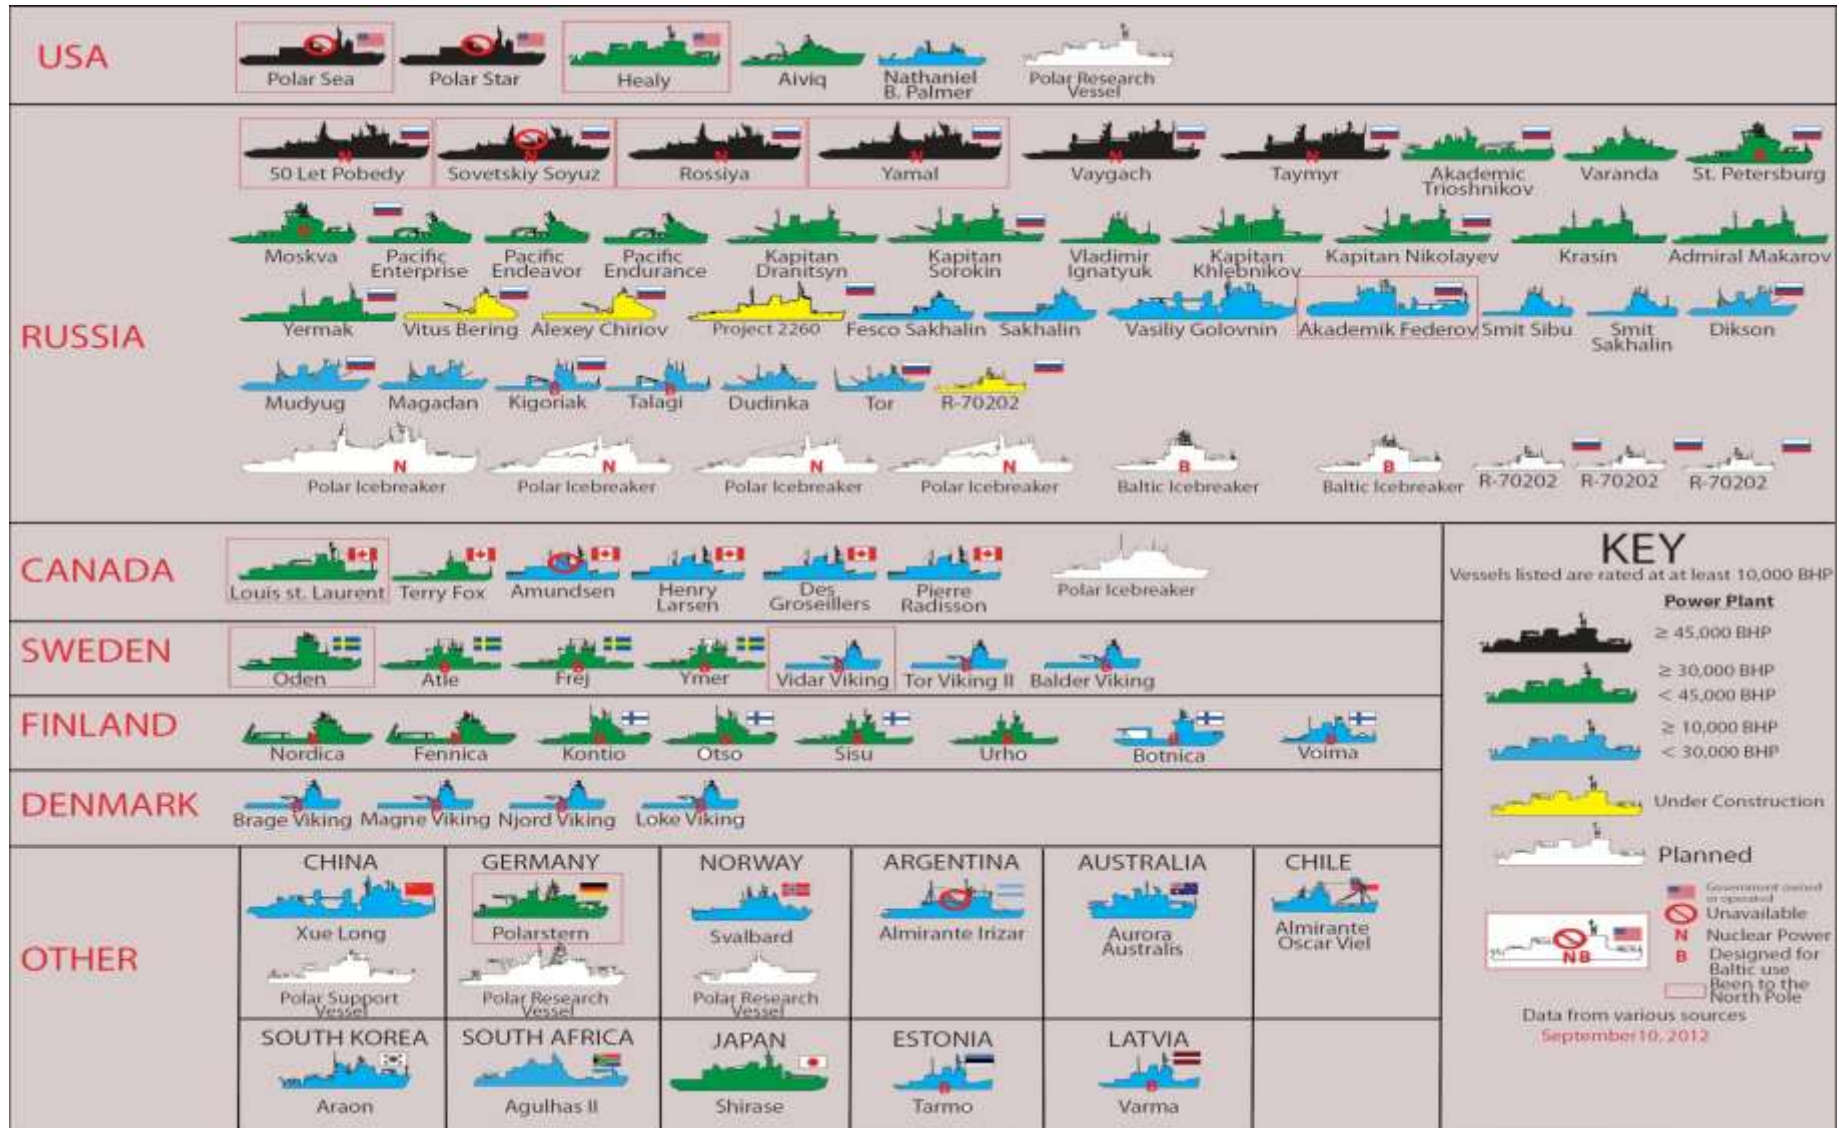 USA
Polar Sea
Polar Star
Healy
Aiviq
Nathaniel
B. Palmer
Polar Research
Vessel
RUSSIA
N
50 Let Pobedy
N
Sovetskiy Soyuz
N
Rossiya
N
Yamal
N
Vaygach
N
Taymyr
Akademic
Trioshnikov
Varanda
B
St. Petersburg
B
Moskva
Pacific
Enterprise
Pacific
Endeavor
Pacific
Endurance
Kapitan
Dranitsyn
Kapitan
Sorokin
Vladimir
Ignatyuk
Kapitan
Khlebnikov
Kapitan Nikolayev
Krasin
Admiral Makarov
Yermak
Vitus Bering
Alexey Chiriov
Project 2260
Fesco Sakhalin
Sakhalin
Vasiliy Golovnin
Akademik Federov
Smit Sibu
Smit
Sakhalin
Dikson
Mudyug
Magadan
B
Kigoriak
B
Talagi
Dudinka
Tor
R-70202
N
Polar Icebreaker
N
Polar Icebreaker
N
Polar Icebreaker
N
Polar Icebreaker
B
Baltic Icebreaker
B
Baltic Icebreaker
R-70202
R-70202
R-70202
CANADA
Louis st. Laurent
Terry Fox
Amundsen
Henry
Larsen
Des
Groseillers
Pierre
Radisson
Polar Icebreaker
SWEDEN
Oden
B
Atle
B
Frej
B
Ymer
B
Vidar Viking
B
Tor Viking II
B
Balder Viking
FINLAND
B
Nordica
B
Fennica
B
Kontio
B
Otso
B
Sisu
B
Urho
B
Botnica
B
Voima
DENMARK
B
Brage Viking
B
Magne Viking
B
Njord Viking
B
Loke Viking
OTHER
CHINA
Xue Long
Polar Support
Vessel
GERMANY
Polarstern
Polar Research
Vessel
NORWAY
Svalbard
Polar Research
Vessel
ARGENTINA
Almirante Irizar
AUSTRALIA
Aurora
Australis
CHILE
Almirante
Oscar Viel
SOUTH KOREA
Araon
SOUTH AFRICA
Agulhas II
JAPAN
Shirase
ESTONIA
B
Tarmo
LATVIA
B
Varma
KEY
Vessels listed are rated at at least 10,000 BHP
Power Plant
≥ 45,000 BHP
≥ 30,000 BHP
< 45,000 BHP
≥ 10,000 BHP
< 30,000 BHP
Under Construction
Planned
Government owned
or operated
Unavailable
N Nuclear Power
B Designed for
Baltic use
Been to the
North Pole
N B
Data from various sources
September10, 2012